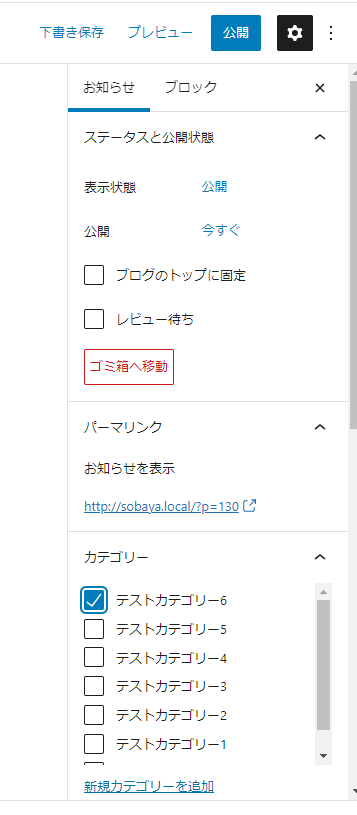 下書き保存 プレビュー 公開
お知らせ ブロック
ステータスと公開状態
表示状態 公開
公開 今すぐ
ブログのトップに固定
レビュー待ち
ゴミ箱へ移動
パーマリンク
お知らせを表示
http://sobaya.local/?p=130
カテゴリー
テストカテゴリー6
テストカテゴリー5
テストカテゴリー4
テストカテゴリー3
テストカテゴリー2
テストカテゴリー1
新規カテゴリーを追加